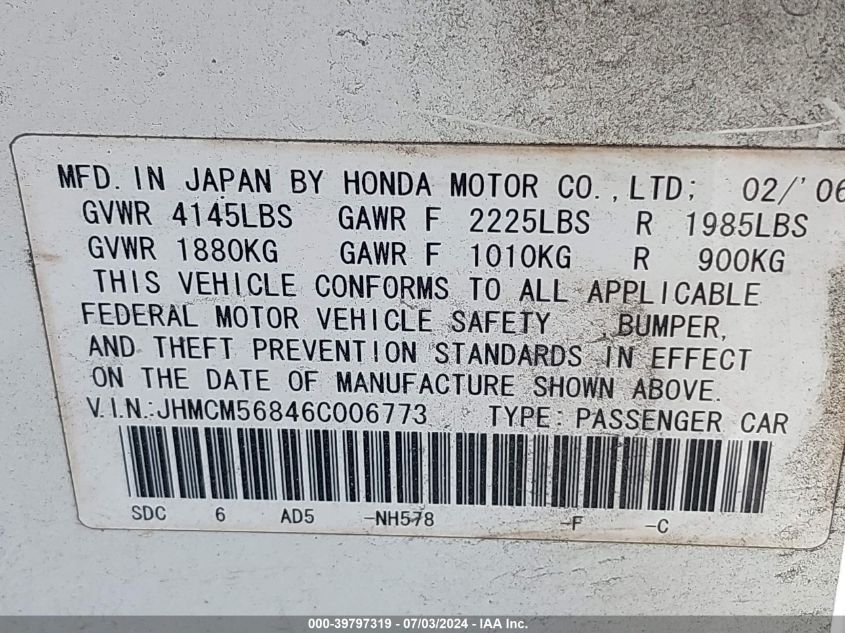 MFD. IN JAPAN BY HONDA MOTOR CO., LTD; 02/'06
GVWR 4145LBS GAWR F 2225LBS R 1985LBS
GVWR 1880KG GAWR F 1010KG R 900KG
THIS VEHICLE CONFORMS TO ALL APPLICABLE
FEDERAL MOTOR VEHICLE SAFETY BUMPER,
AND THEFT PREVENTION STANDARDS IN EFFECT
ON THE DATE OF MANUFACTURE SHOWN ABOVE.
V.I.N.:JHMCM56846C006773 TYPE: PASSENGER CAR
SDC 6 AD5 -NH578 -F -C
000-39797319 - 07/03/2024 - IAA Inc.